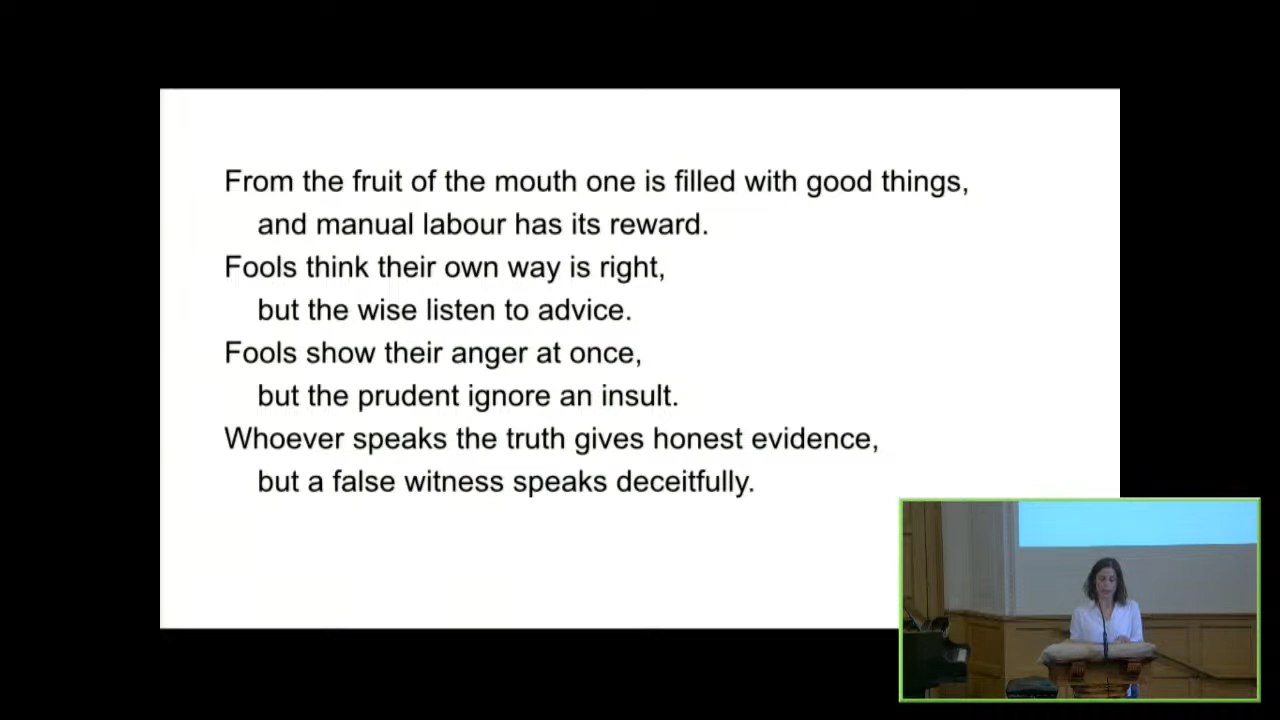 From the fruit of the mouth one is filled with good things,
and manual labour has its reward.
Fools think their own way is right,
but the wise listen to advice.
Fools show their anger at once,
but the prudent ignore an insult.
Whoever speaks the truth gives honest evidence,
but a false witness speaks deceitfully.